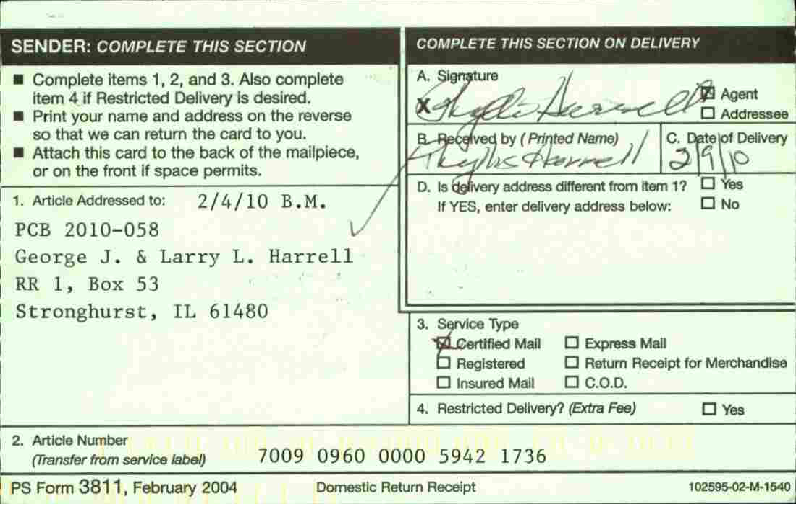 SENDER: COMPLETE THIS SECTION
■ Complete items 1, 2, and 3. Also complete
item 4 if Restricted Delivery is desired.
■ Print your name and address on the reverse
so that we can return the card to you.
■ Attach this card to the back of the mailpiece,
or on the front if space permits.
1. Article Addressed to: 2/4/10 B.M.
PCB 2010-058
George J. & Larry L. Harrell
RR 1, Box 53
Stronghurst, IL 61480
2. Article Number
(Transfer from service label) 7009 0960 0000 5942 1736
COMPLETE THIS SECTION ON DELIVERY
A. Signature
X Phyllis Harrell ☒ Agent
☐ Addressee
B. Received by (Printed Name) C. Date of Delivery
Phyllis Harrell 2/9/10
D. Is delivery address different from item 1? ☐ Yes
If YES, enter delivery address below: ☐ No
3. Service Type
☒ Certified Mail ☐ Express Mail
☐ Registered ☐ Return Receipt for Merchandise
☐ Insured Mail ☐ C.O.D.
4. Restricted Delivery? (Extra Fee) ☐ Yes
PS Form 3811, February 2004 Domestic Return Receipt 102595-02-M-1540